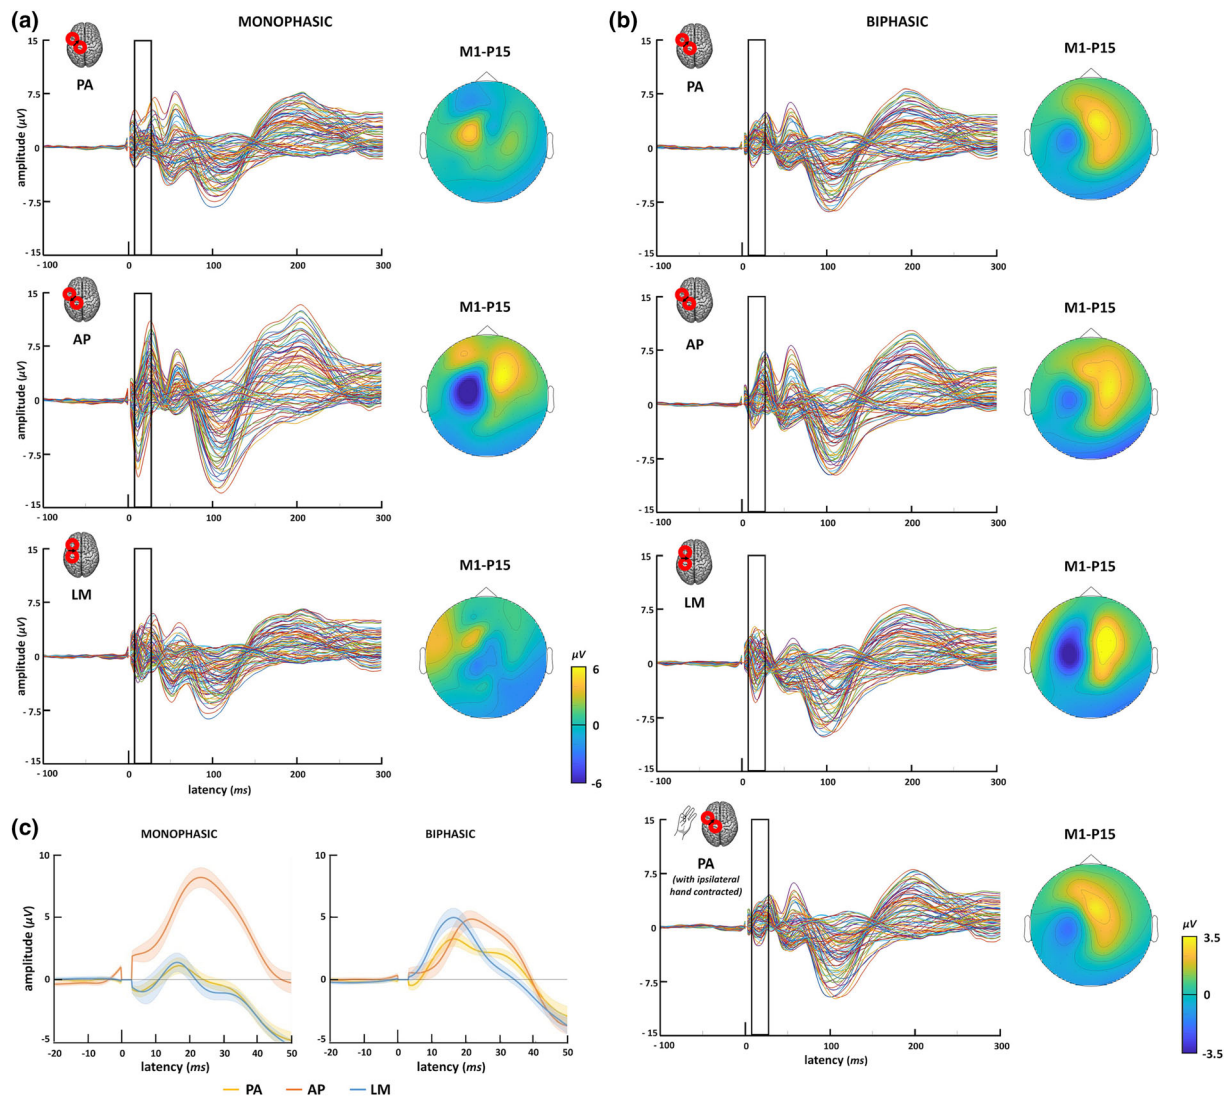 (a)
MONOPHASIC
15
7.5
0
- 7.5
- 15
amplitude (µV)
PA
- 100
0
100
200
300
M1-P15
15
7.5
0
-7.5
- 15
amplitude (µV)
AP
- 100
0
100
200
300
M1-P15
15
7.5
0
-7.5
- 15
amplitude (µV)
LM
- 100
0
100
200
300
latency (ms)
M1-P15
µV
6
0
-6
(b)
BIPHASIC
15
7.5
0
- 7.5
- 15
PA
- 100
0
100
200
300
M1-P15
15
7.5
0
-7.5
- 15
AP
- 100
0
100
200
300
M1-P15
15
7.5
0
-7.5
- 15
LM
- 100
0
100
200
300
M1-P15
15
7.5
0
-7.5
- 15
PA
(with ipsilateral
hand contracted)
- 100
0
100
200
300
latency (ms)
M1-P15
µV
3.5
0
-3.5
(c)
MONOPHASIC
10
5
0
-5
amplitude (µV)
-20
-10
0
10
20
30
40
50
latency (ms)
BIPHASIC
10
5
0
-5
-20
-10
0
10
20
30
40
50
latency (ms)
PA
AP
LM